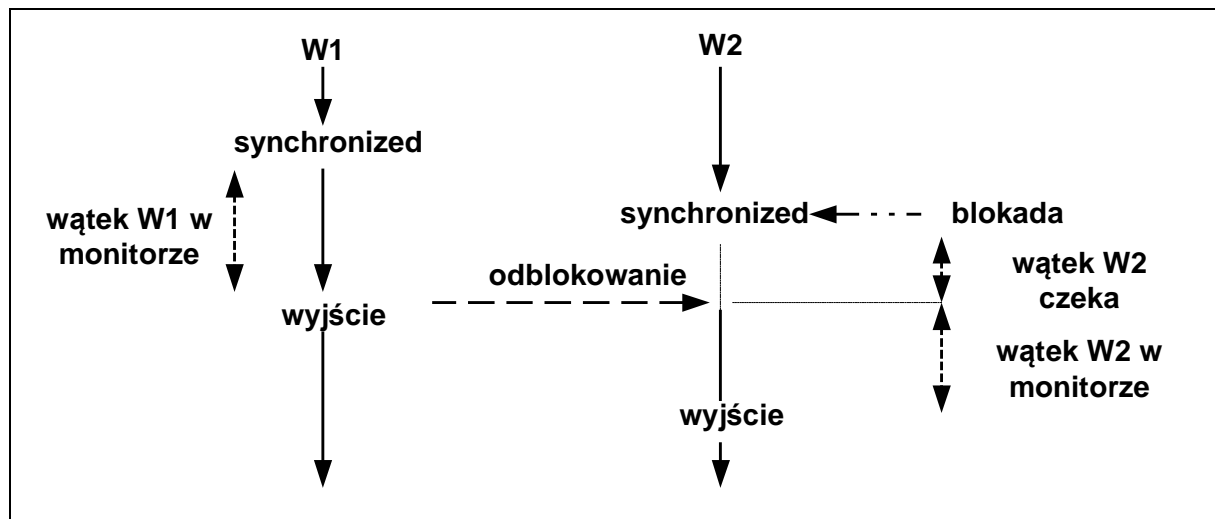 W1
W2
synchronized
wątek W1 w
monitorze
synchronized
blokada
odblokowanie
wątek W2
czeka
wyjście
wątek W2 w
monitorze
wyjście